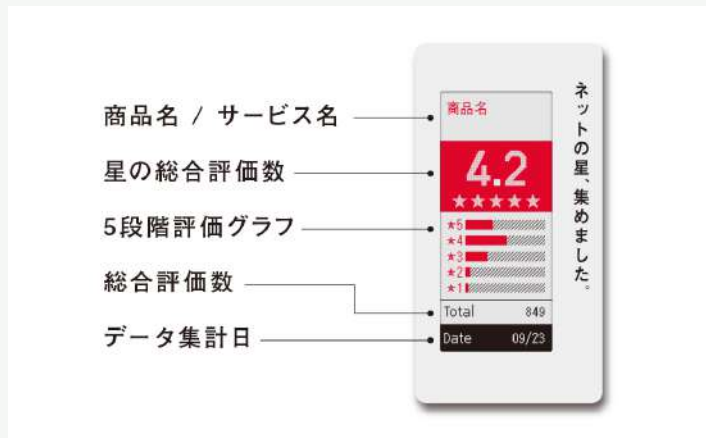 商品名 / サービス名
星の総合評価数
5段階評価グラフ
総合評価数
データ集計日
商品名
4.2
★★★★★
★5
★4
★3
★2
★1
Total 849
Date 09/23
ネットの星、集めました。